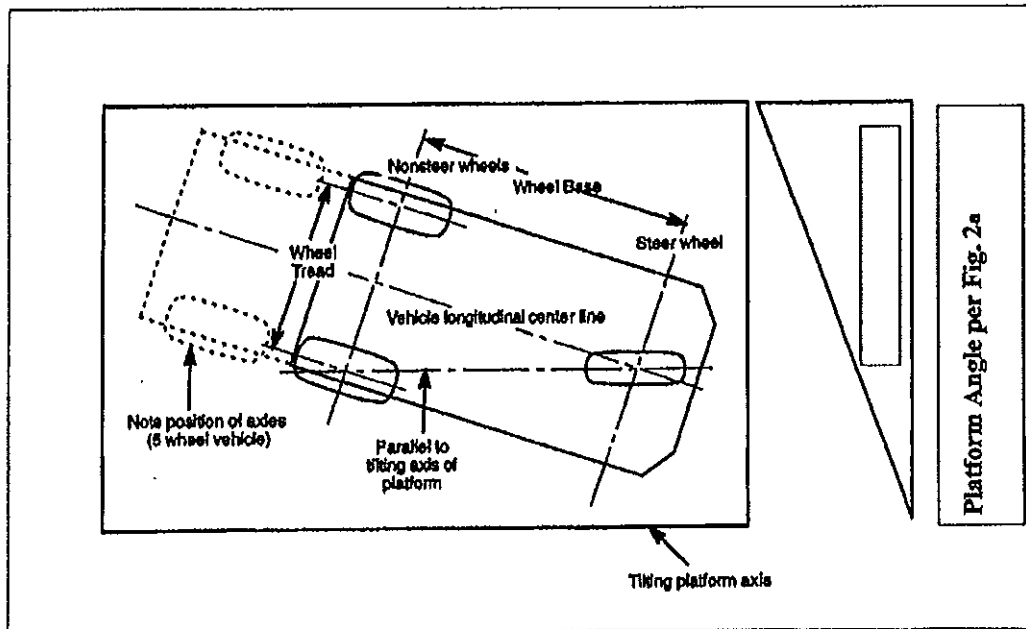 Nonsteer wheels
Wheel Base
Steer wheel
Wheel
Tread
Vehicle longitudinal center line
Note position of axles
(5 wheel vehicle)
Parallel to
tilting axis of
platform
Tilting platform axis
Platform Angle per Fig. 2a